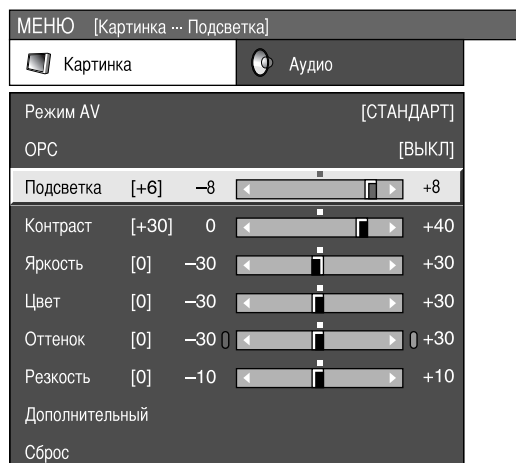 МЕНЮ [Картинка ··· Подсветка]
Картинка Аудио
Режим AV [СТАНДАРТ]
OPC [ВЫКЛ]
Подсветка [+6] –8 +8
Контраст [+30] 0 +40
Яркость [0] –30 +30
Цвет [0] –30 +30
Оттенок [0] –30 +30
Резкость [0] –10 +10
Дополнительный
Сброс